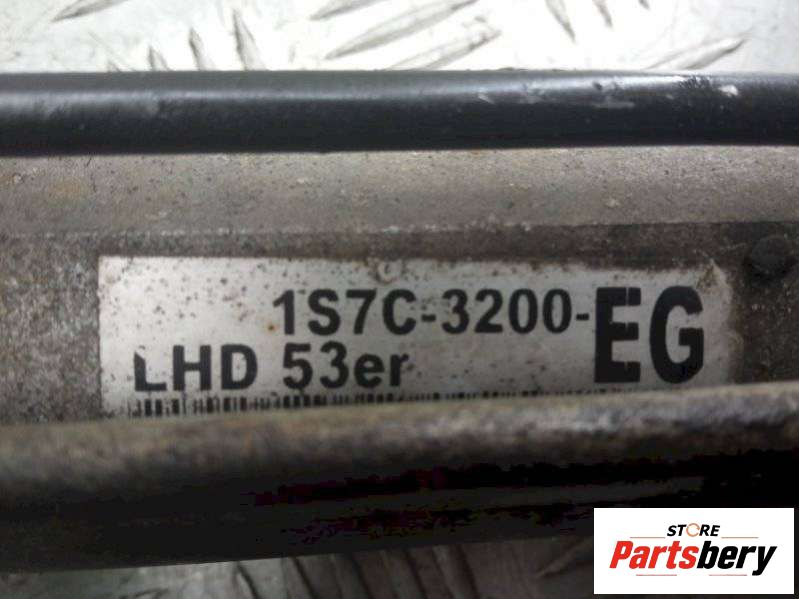 1S7C-3200-EG
LHD 53er
STORE
Partsbery